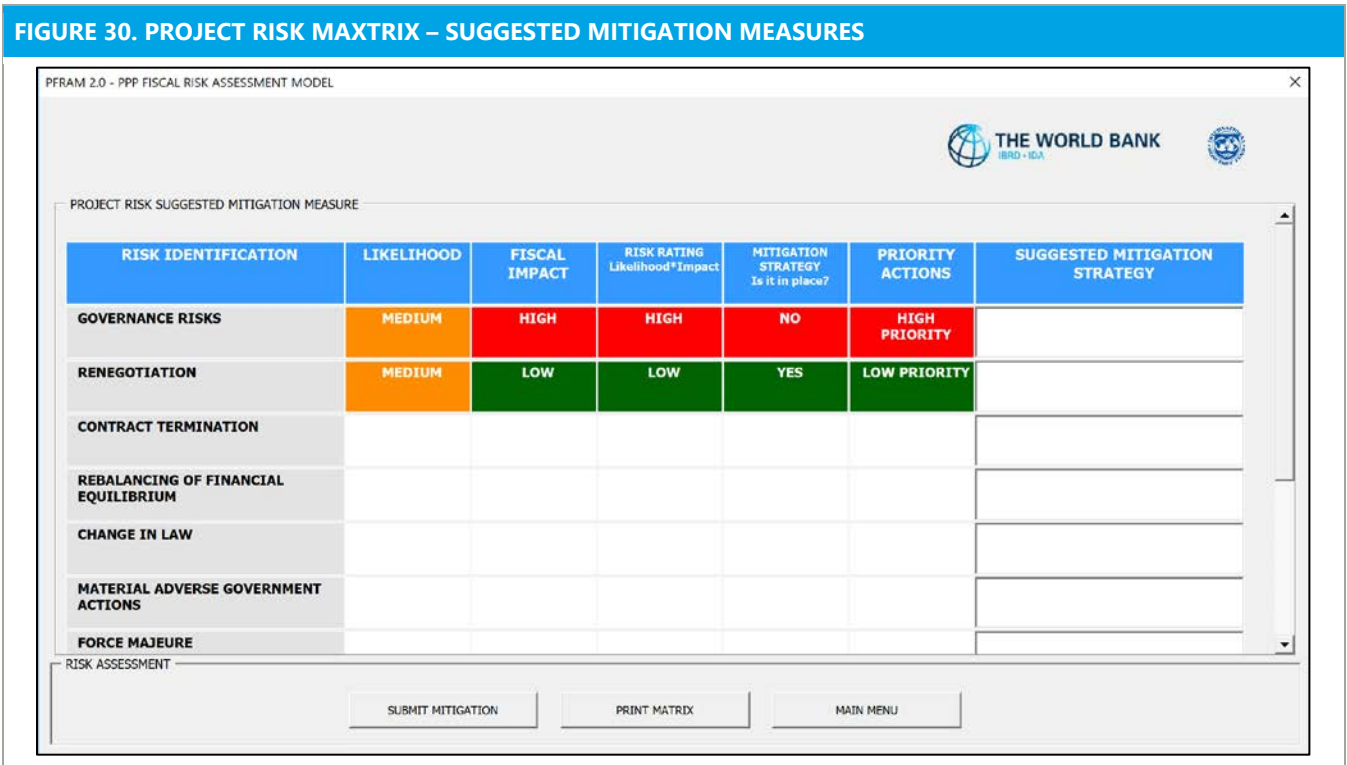 FIGURE 30. PROJECT RISK MAXTRIX – SUGGESTED MITIGATION MEASURES
PFRAM 2.0 - PPP FISCAL RISK ASSESSMENT MODEL
THE WORLD BANK
IBRD • IDA
PROJECT RISK SUGGESTED MITIGATION MEASURE
RISK IDENTIFICATION
LIKELIHOOD
FISCAL
IMPACT
RISK RATING
Likelihood*Impact
MITIGATION
STRATEGY
Is it in place?
PRIORITY
ACTIONS
SUGGESTED MITIGATION
STRATEGY
GOVERNANCE RISKS
MEDIUM
HIGH
HIGH
NO
HIGH
PRIORITY
RENEGOTIATION
MEDIUM
LOW
LOW
YES
LOW PRIORITY
CONTRACT TERMINATION
REBALANCING OF FINANCIAL
EQUILIBRIUM
CHANGE IN LAW
MATERIAL ADVERSE GOVERNMENT
ACTIONS
FORCE MAJEURE
RISK ASSESSMENT
SUBMIT MITIGATION
PRINT MATRIX
MAIN MENU